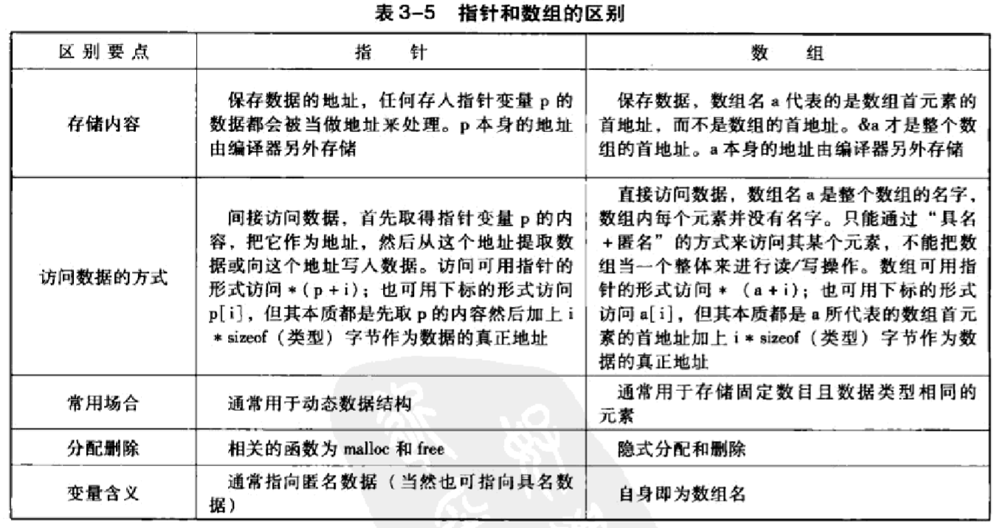 表3-5 指针和数组的区别
区别要点
指 针
数 组
存储内容
保存数据的地址，任何存入指针变量 p 的
数据都会被当做地址来处理。p 本身的地址
由编译器另外存储
保存数据，数组名 a 代表的是数组首元素的
首地址，而不是数组的首地址。&a 才是整个数
组的首地址。a 本身的地址由编译器另外存储
访问数据的方式
间接访问数据，首先取得指针变量 p 的内
容，把它作为地址，然后从这个地址提取数
据或向这个地址写入数据。访问可用指针的
形式访问 *(p+i)；也可用下标的形式访问
p[i]，但其本质都是先取 p 的内容然后加上 i
* sizeof（类型）字节作为数据的真正地址
直接访问数据，数组名 a 是整个数组的名字，
数组内每个元素并没有名字。只能通过“具名
+匿名”的方式来访问其某个元素，不能把数
组当一个整体来进行读/写操作。数组可用指
针的形式访问 * (a+i)；也可用下标的形式
访问 a[i]，但其本质都是 a 所代表的数组首元
素的首地址加上 i * sizeof（类型）字节作为数
据的真正地址
常用场合
通常用于动态数据结构
通常用于存储固定数目且数据类型相同的
元素
分配删除
相关的函数为 malloc 和 free
隐式分配和删除
变量含义
通常指向匿名数据（当然也可指向具名数
据）
自身即为数组名